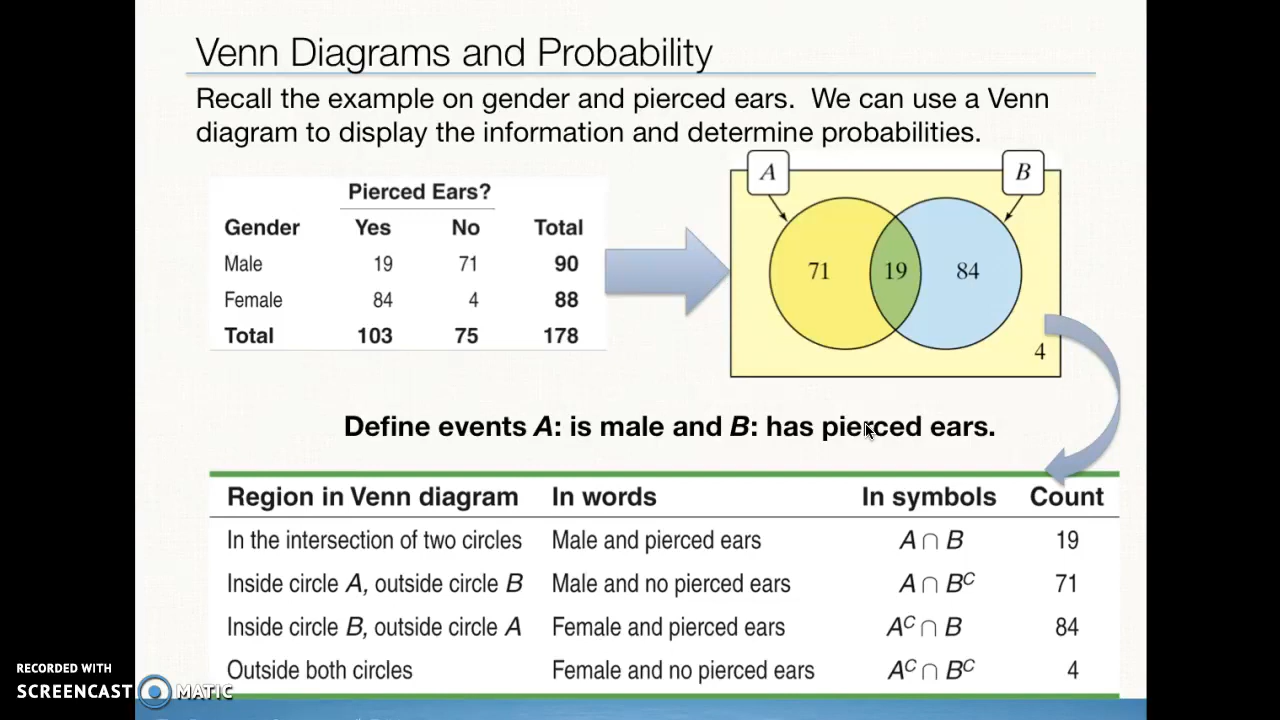 Venn Diagrams and Probability
Recall the example on gender and pierced ears. We can use a Venn
diagram to display the information and determine probabilities.
Pierced Ears?
Gender Yes No Total
Male 19 71 90
Female 84 4 88
Total 103 75 178
A B
71 19 84
4
Define events A: is male and B: has pierced ears.
Region in Venn diagram In words In symbols Count
In the intersection of two circles Male and pierced ears A ∩ B 19
Inside circle A, outside circle B Male and no pierced ears A ∩ Bᶜ 71
Inside circle B, outside circle A Female and pierced ears Aᶜ ∩ B 84
Outside both circles Female and no pierced ears Aᶜ ∩ Bᶜ 4
RECORDED WITH
SCREENCAST MATIC